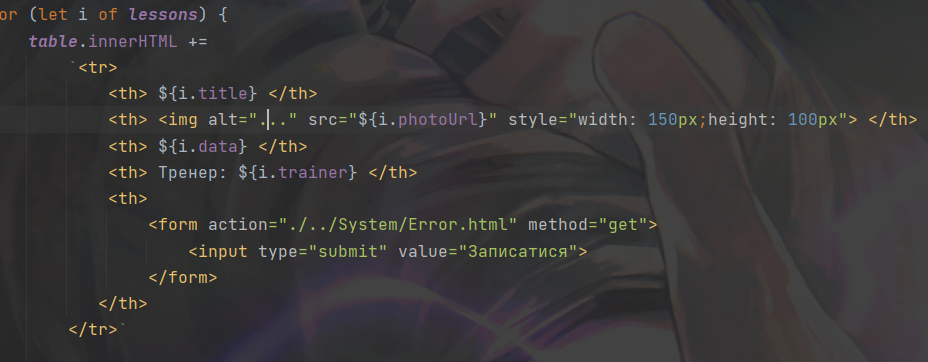 or (let i of lessons) {
table.innerHTML +=
`<tr>
<th> ${i.title} </th>
<th> <img alt="..." src="${i.photoUrl}" style="width: 150px;height: 100px"> </th>
<th> ${i.data} </th>
<th> Тренер: ${i.trainer} </th>
<th>
<form action="./../System/Error.html" method="get">
<input type="submit" value="Записатися">
</form>
</th>
</tr>`